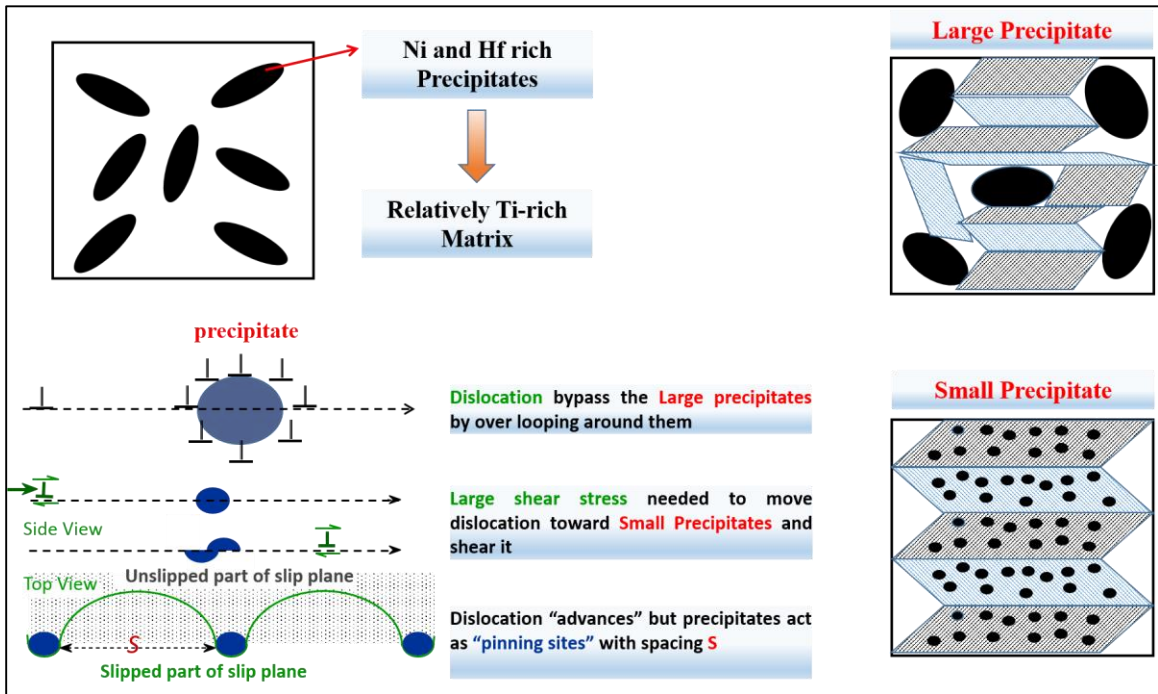 Ni and Hf rich
Precipitates
Relatively Ti-rich
Matrix
Large Precipitate
precipitate
Dislocation bypass the Large precipitates
by over looping around them
Large shear stress needed to move
dislocation toward Small Precipitates and
shear it
Side View
Top View
Unslipped part of slip plane
S
Slipped part of slip plane
Dislocation “advances” but precipitates act
as “pinning sites” with spacing S
Small Precipitate